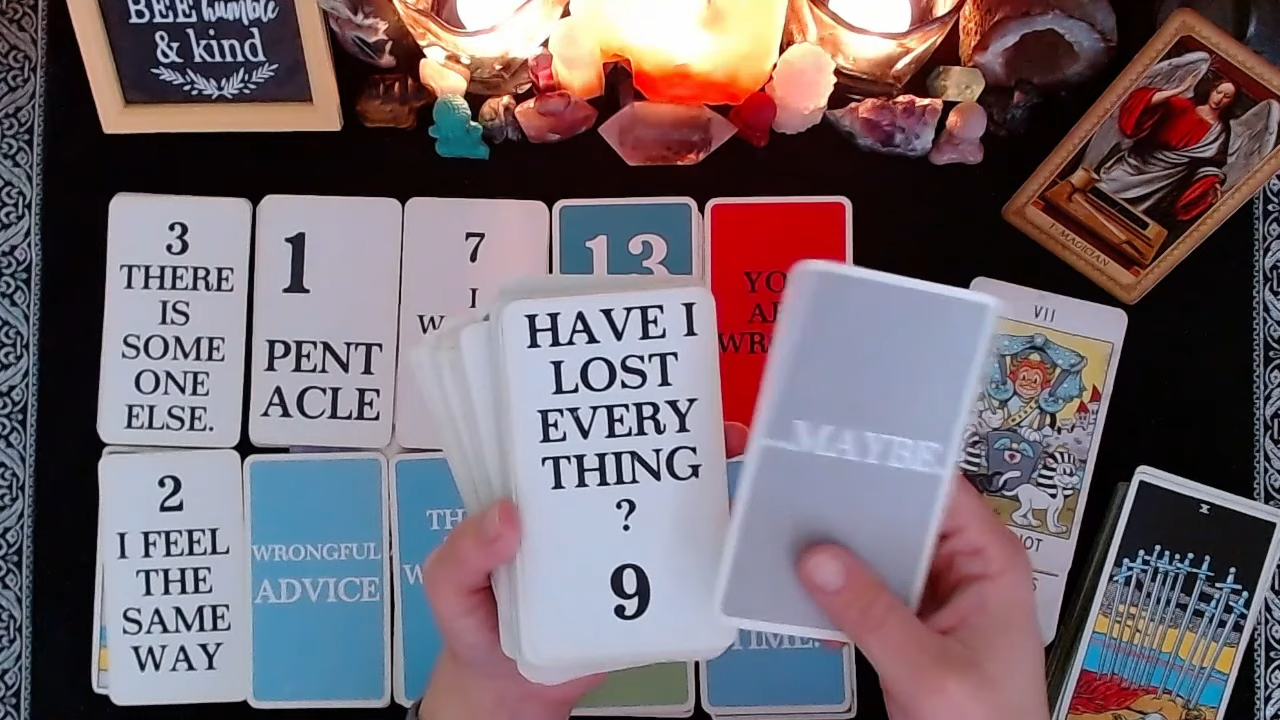 BEE humble
& kind
3
THERE
IS
SOME
ONE
ELSE.
1
PENT
ACLE
7
I
13
I MAGICIAN
VII
HAVE I
LOST
EVERY
THING
?
9
...MAYBE.
2
I FEEL
THE
SAME
WAY
WRONGFUL
ADVICE
TIME.
X